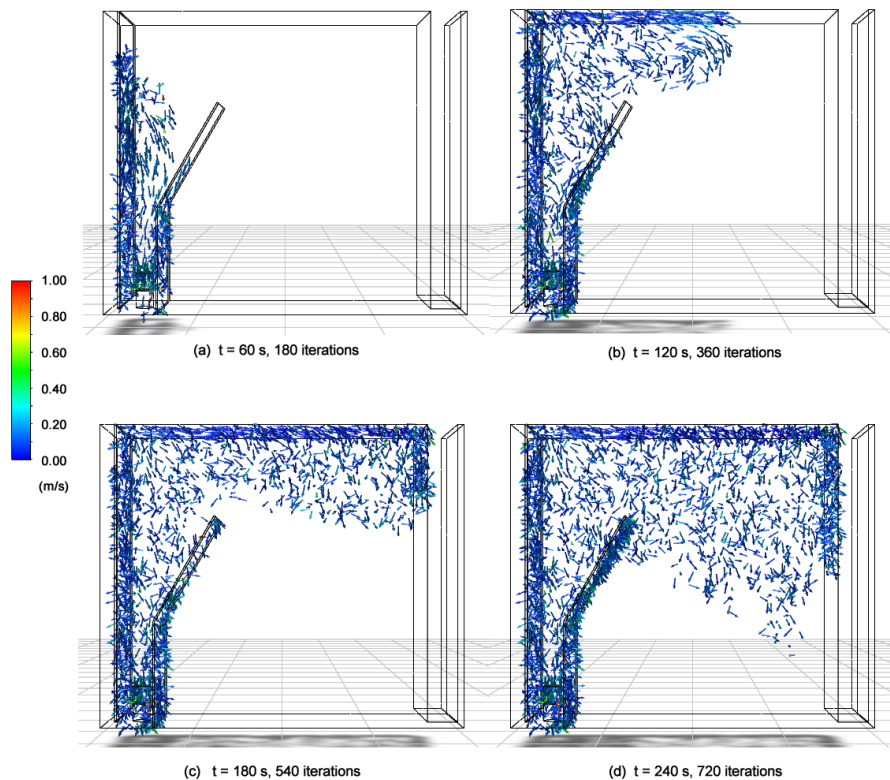 (a) t = 60 s, 180 iterations
(b) t = 120 s, 360 iterations
1.00
0.80
0.60
0.40
0.20
0.00
(m/s)
(c) t = 180 s, 540 iterations
(d) t = 240 s, 720 iterations